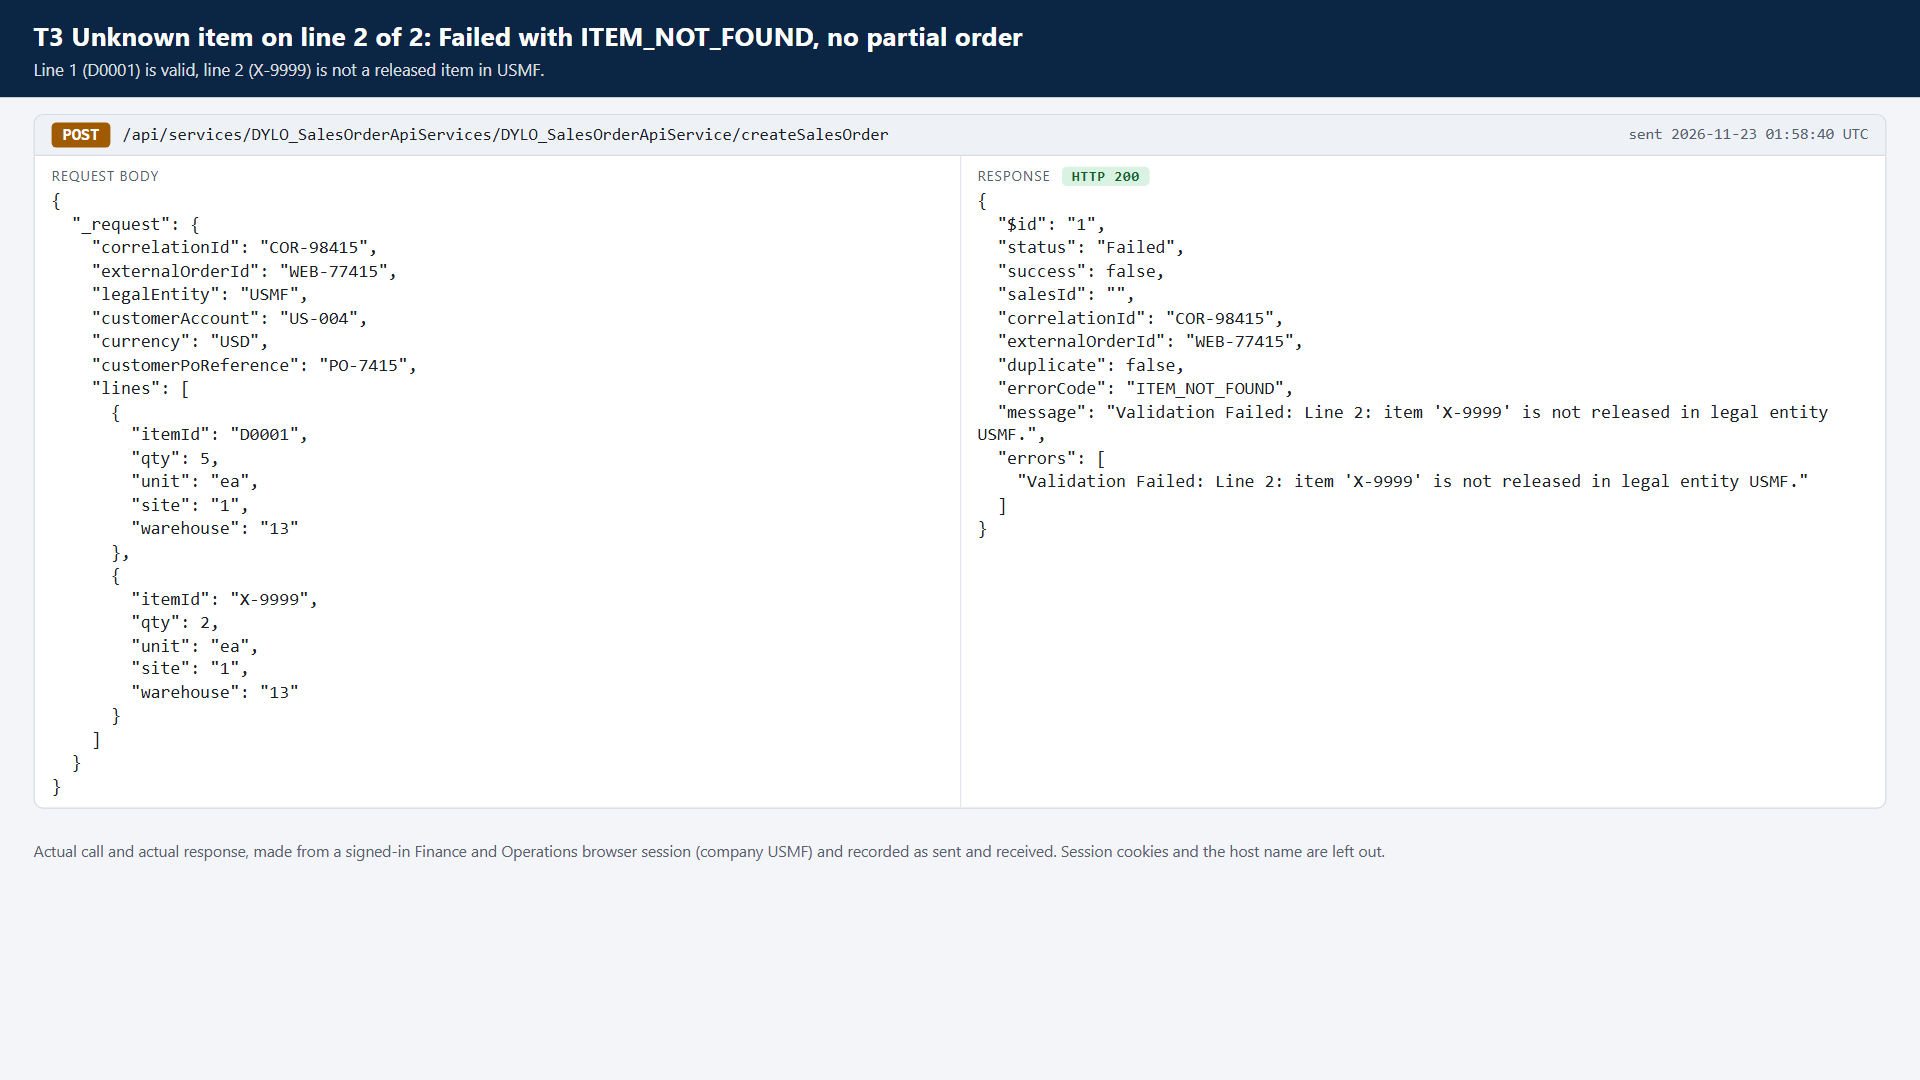 T3 Unknown item on line 2 of 2: Failed with ITEM_NOT_FOUND, no partial order
Line 1 (D0001) is valid, line 2 (X-9999) is not a released item in USMF.
POST /api/services/DYLO_SalesOrderApiServices/DYLO_SalesOrderApiService/createSalesOrder sent 2026-11-23 01:58:40 UTC
REQUEST BODY
{
  "_request": {
    "correlationId": "COR-98415",
    "externalOrderId": "WEB-77415",
    "legalEntity": "USMF",
    "customerAccount": "US-004",
    "currency": "USD",
    "customerPoReference": "PO-7415",
    "lines": [
      {
        "itemId": "D0001",
        "qty": 5,
        "unit": "ea",
        "site": "1",
        "warehouse": "13"
      },
      {
        "itemId": "X-9999",
        "qty": 2,
        "unit": "ea",
        "site": "1",
        "warehouse": "13"
      }
    ]
  }
}
RESPONSE HTTP 200
{
  "$id": "1",
  "status": "Failed",
  "success": false,
  "salesId": "",
  "correlationId": "COR-98415",
  "externalOrderId": "WEB-77415",
  "duplicate": false,
  "errorCode": "ITEM_NOT_FOUND",
  "message": "Validation Failed: Line 2: item 'X-9999' is not released in legal entity
USMF.",
  "errors": [
    "Validation Failed: Line 2: item 'X-9999' is not released in legal entity USMF."
  ]
}
Actual call and actual response, made from a signed-in Finance and Operations browser session (company USMF) and recorded as sent and received. Session cookies and the host name are left out.